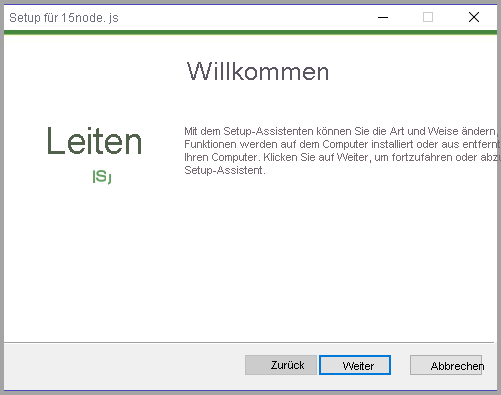 Setup für 15node. js
Willkommen
Leiten
Mit dem Setup-Assistenten können Sie die Art und Weise ändern,
Funktionen werden auf dem Computer installiert oder aus entfernt
Ihren Computer. Klicken Sie auf Weiter, um fortzufahren oder abz
Setup-Assistent.
Zurück
Weiter
Abbrechen